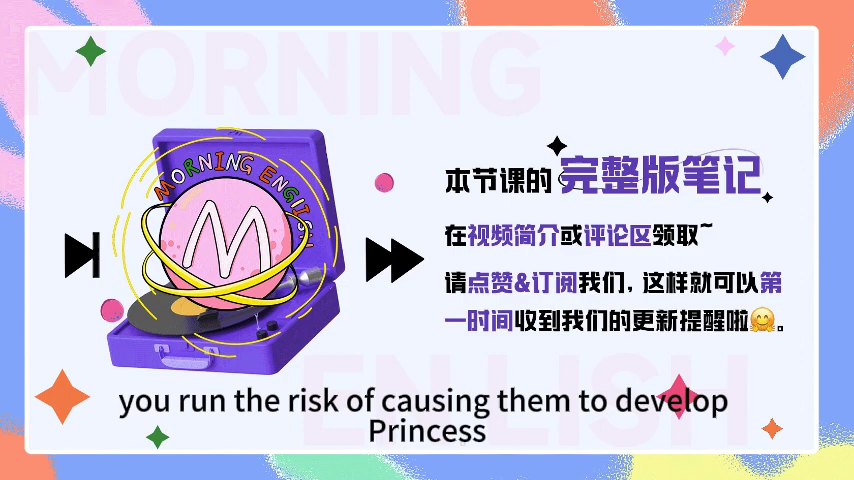 MORNING
MORNING ENGLISH
M
本节课的 完整版笔记
在视频简介或评论区领取~
请点赞&订阅我们, 这样就可以第
一时间收到我们的更新提醒啦🤗。
EN LISH
you run the risk of causing them to develop
Princess